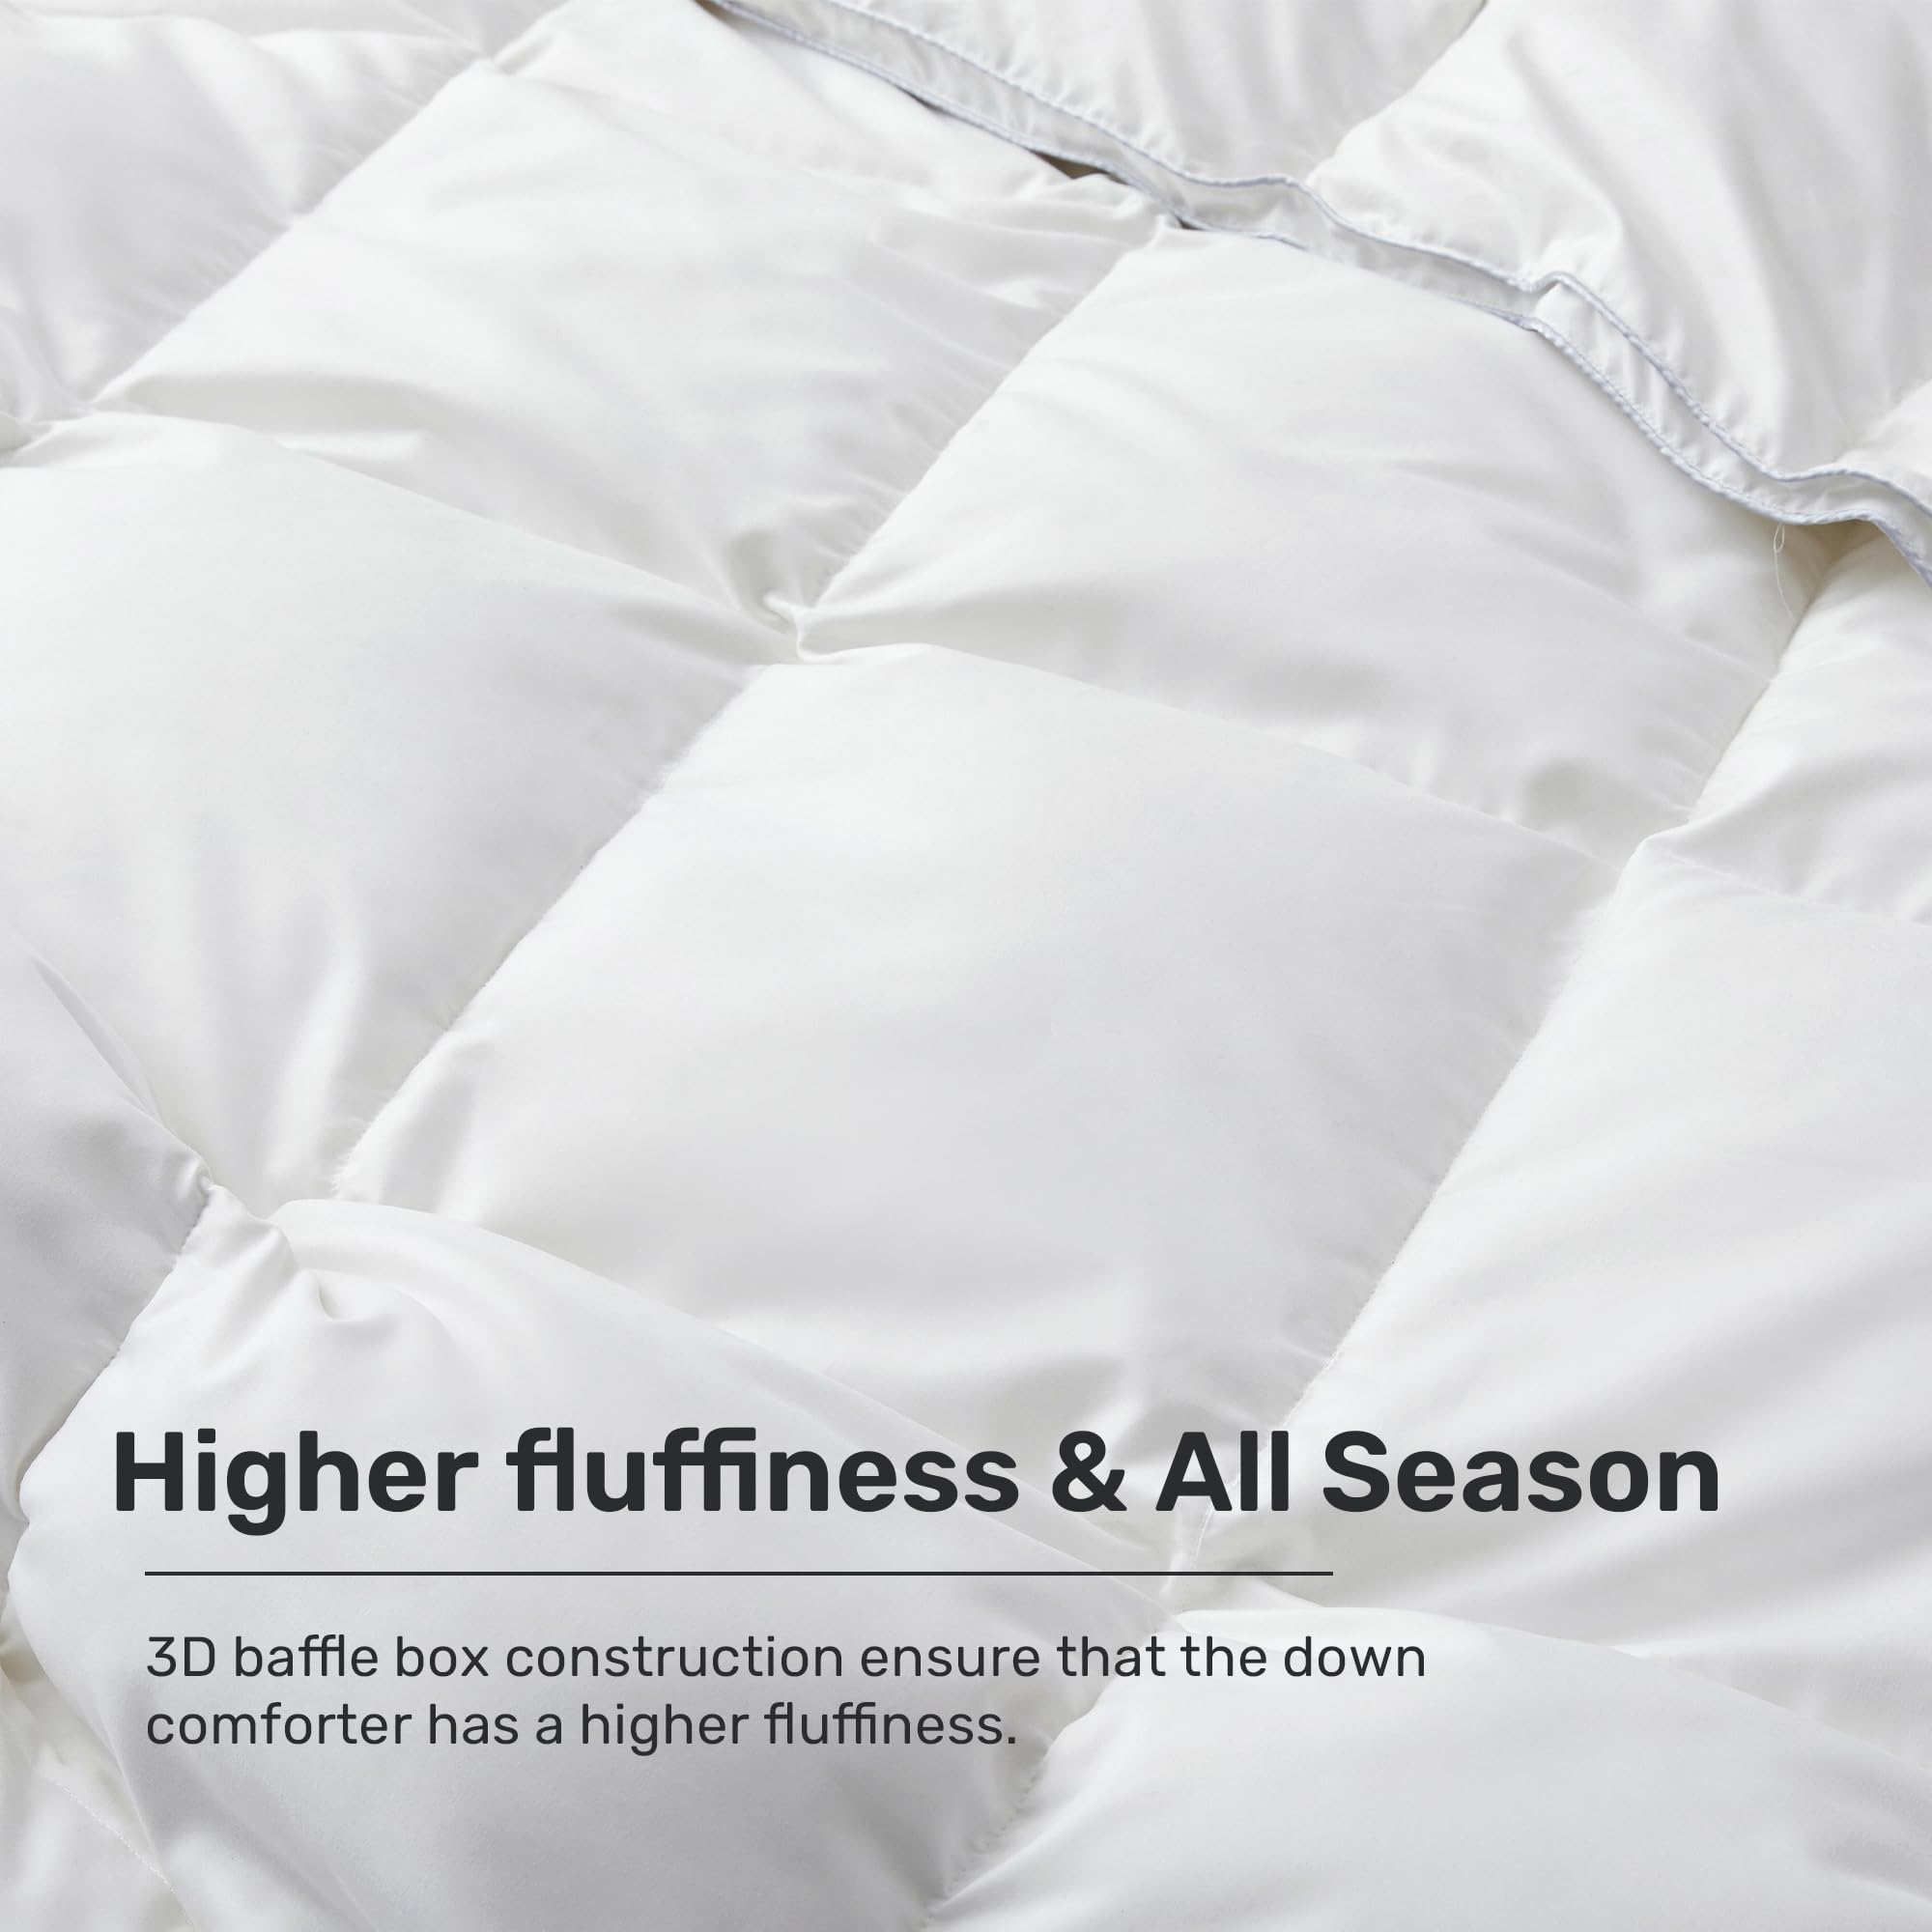 Higher fluffiness & All Season
3D baffle box construction ensure that the down
comforter has a higher fluffiness.